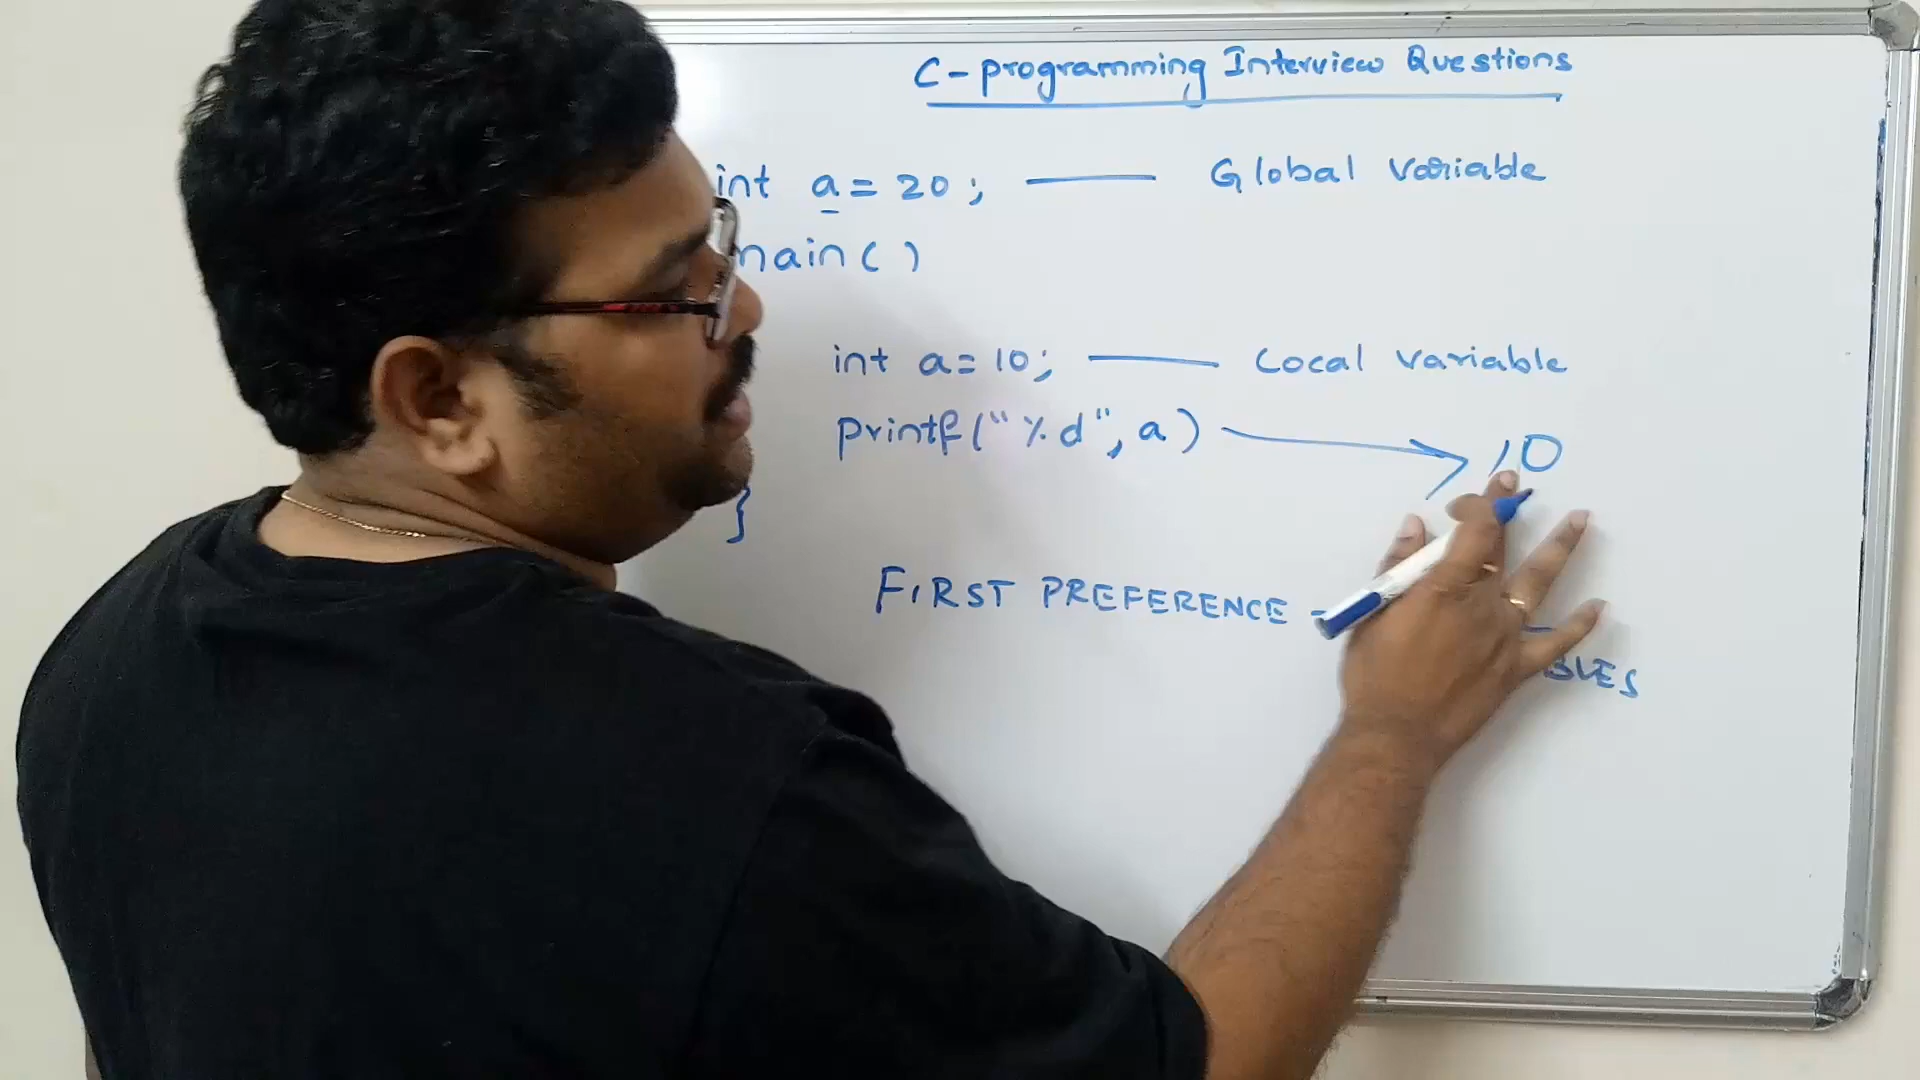 C-programming Interview Questions
int a = 20 ; Global variable
main ( )
int a = 10 ; Local variable
printf ( "%d" , a ) 10
}
FIRST PREFERENCE -